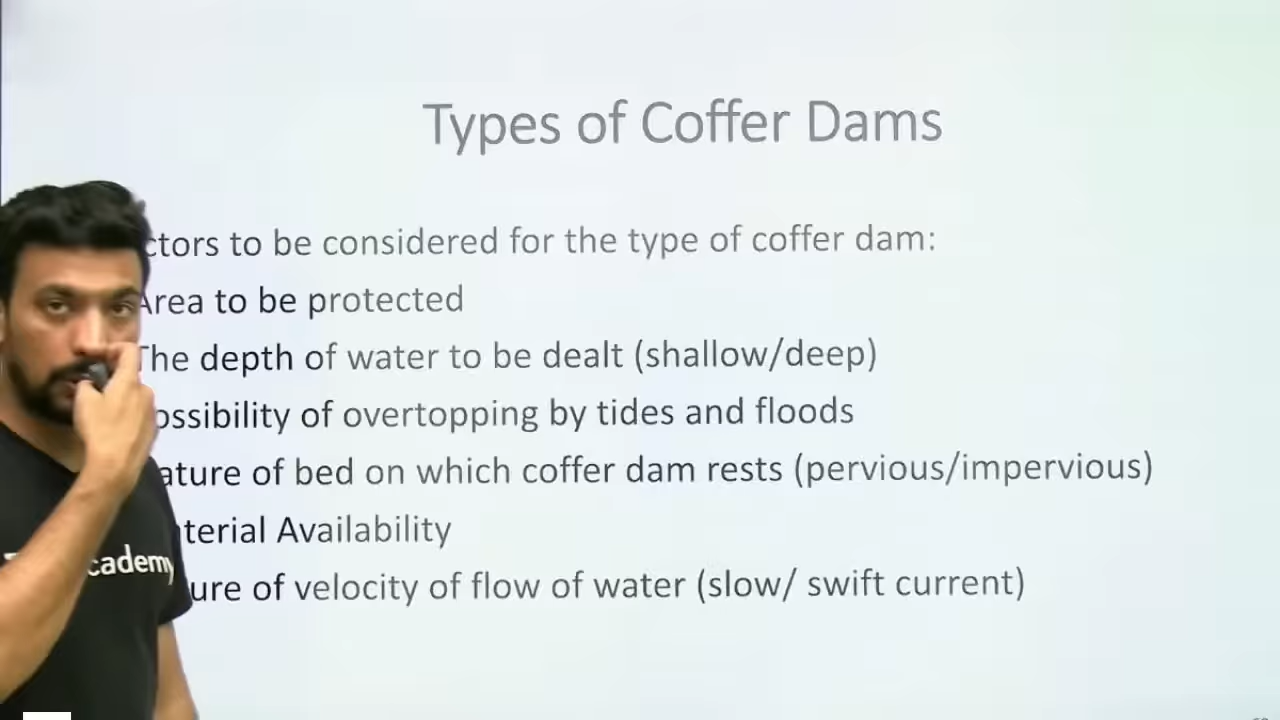 Types of Coffer Dams
ctors to be considered for the type of coffer dam:
Area to be protected
The depth of water to be dealt (shallow/deep)
ossibility of overtopping by tides and floods
ature of bed on which coffer dam rests (pervious/impervious)
terial Availability
cademy
ure of velocity of flow of water (slow/ swift current)